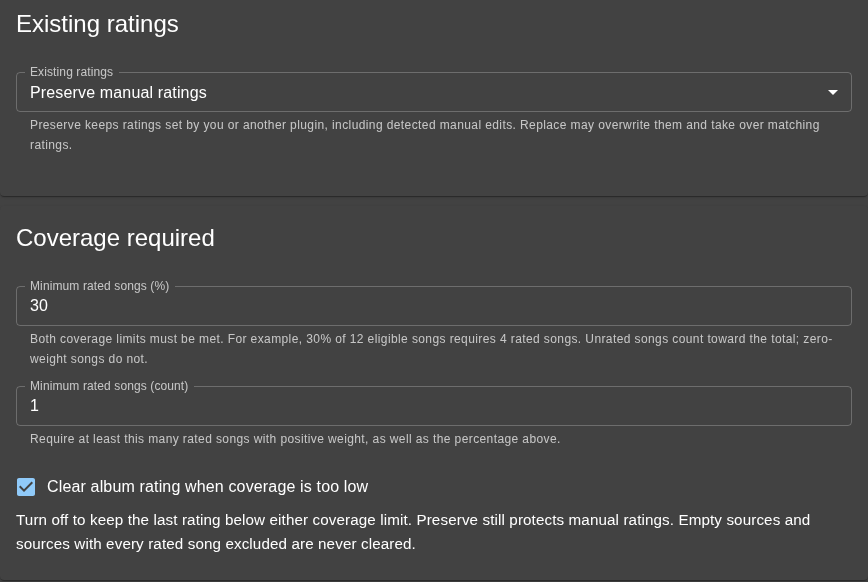 Existing ratings
Existing ratings
Preserve manual ratings
Preserve keeps ratings set by you or another plugin, including detected manual edits. Replace may overwrite them and take over matching
ratings.
Coverage required
Minimum rated songs (%)
30
Both coverage limits must be met. For example, 30% of 12 eligible songs requires 4 rated songs. Unrated songs count toward the total; zero-
weight songs do not.
Minimum rated songs (count)
1
Require at least this many rated songs with positive weight, as well as the percentage above.
Clear album rating when coverage is too low
Turn off to keep the last rating below either coverage limit. Preserve still protects manual ratings. Empty sources and
sources with every rated song excluded are never cleared.